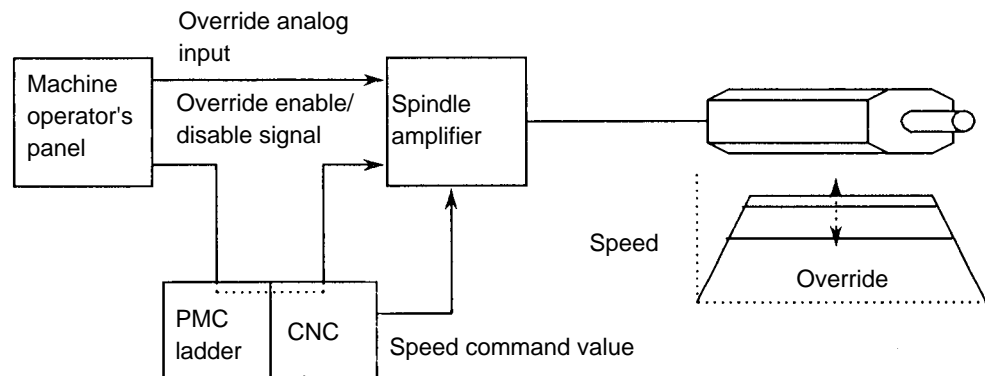 Override analog
input
Machine
operator's
panel
Override enable/
disable signal
Spindle
amplifier
Speed
Override
PMC
ladder
CNC
Speed command value